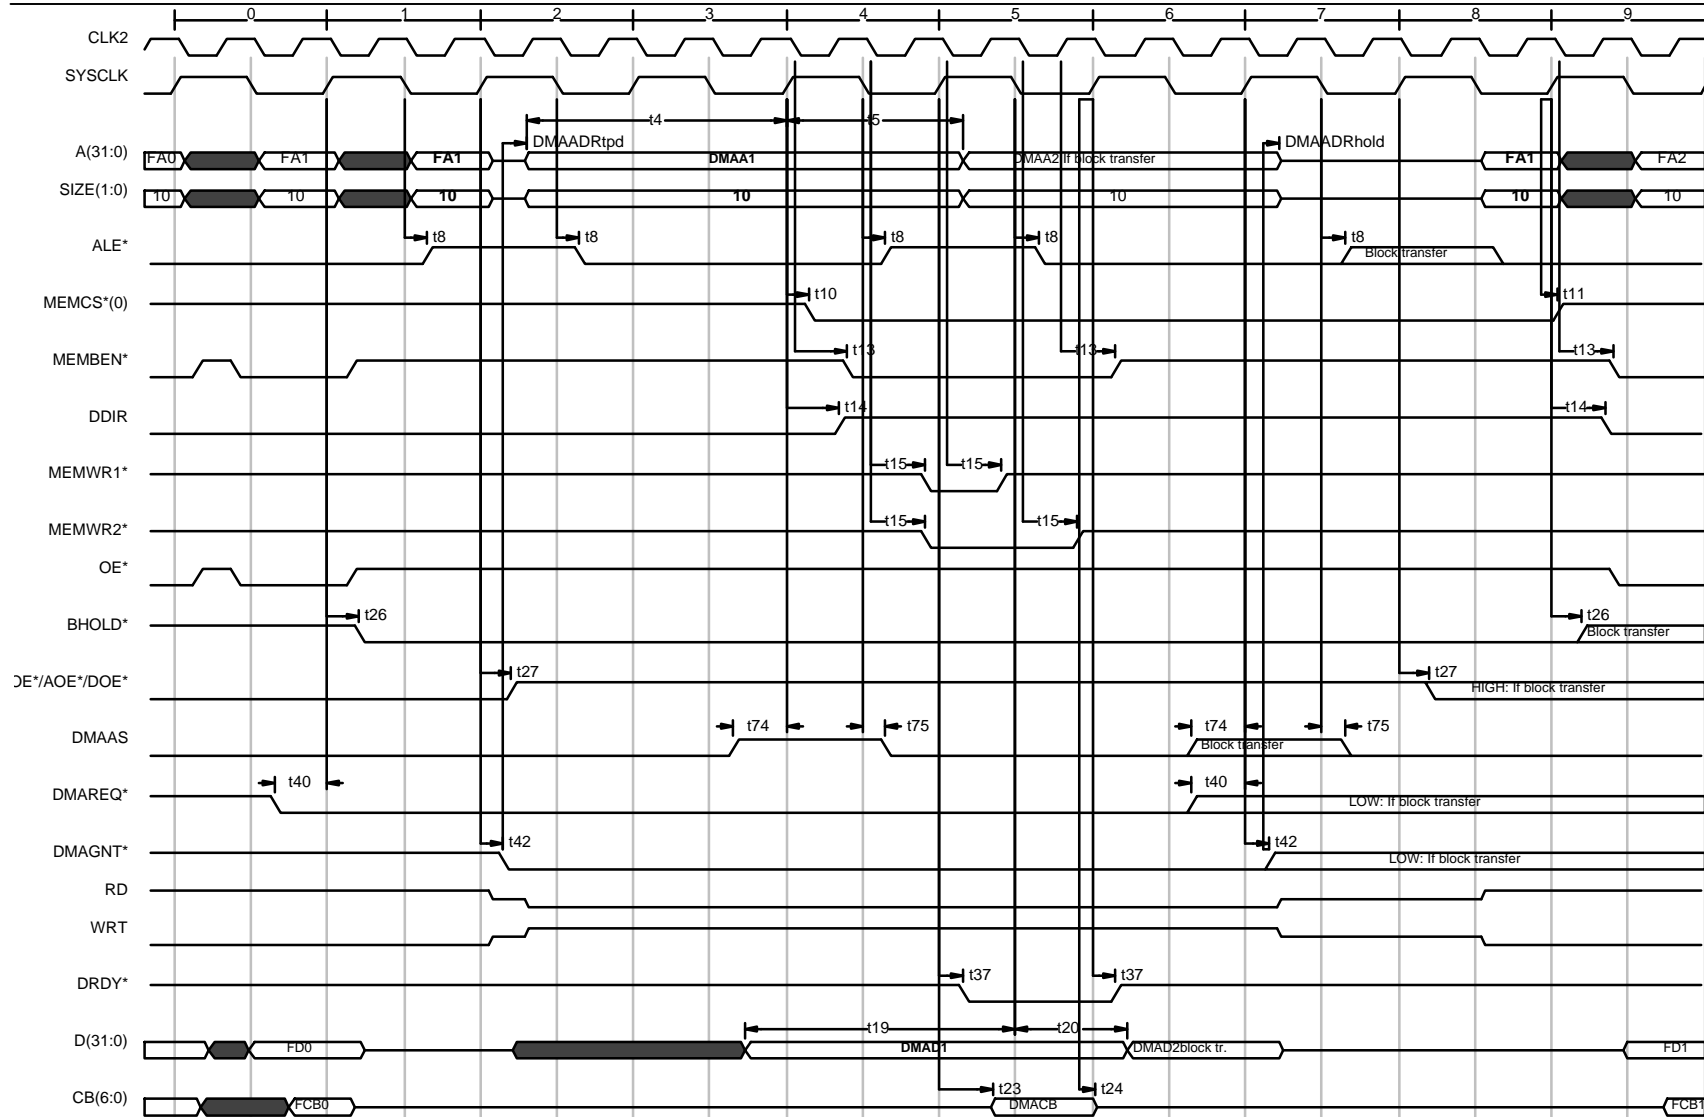 0 1 2 3 4 5 6 7 8 9
CLK2
SYSCLK
t4 t5
DMAADRtpd DMAADRhold
A(31:0) FA0 FA1 FA1 DMAA1 DMAA2 If block transfer FA1 FA2
SIZE(1:0) 10 10 10 10 10 10 10
ALE* t8 t8 t8 t8 t8
Block transfer
MEMCS*(0) t10 t11
MEMBEN* t13 t13 t13
DDIR t14 t14
MEMWR1* t15 t15
MEMWR2* t15 t15
OE*
BHOLD* t26 t26
Block transfer
OE*/AOE*/DOE* t27 t27
HIGH: If block transfer
DMAAS t74 t75 t74 t75
Block transfer
DMAREQ* t40 t40
LOW: If block transfer
DMAGNT* t42 t42
LOW: If block transfer
RD
WRT
DRDY* t37 t37
D(31:0) t19 t20
FD0 DMAD1 DMAD2block tr. FD1
CB(6:0) t23 t24
FCB0 DMACB FCB1